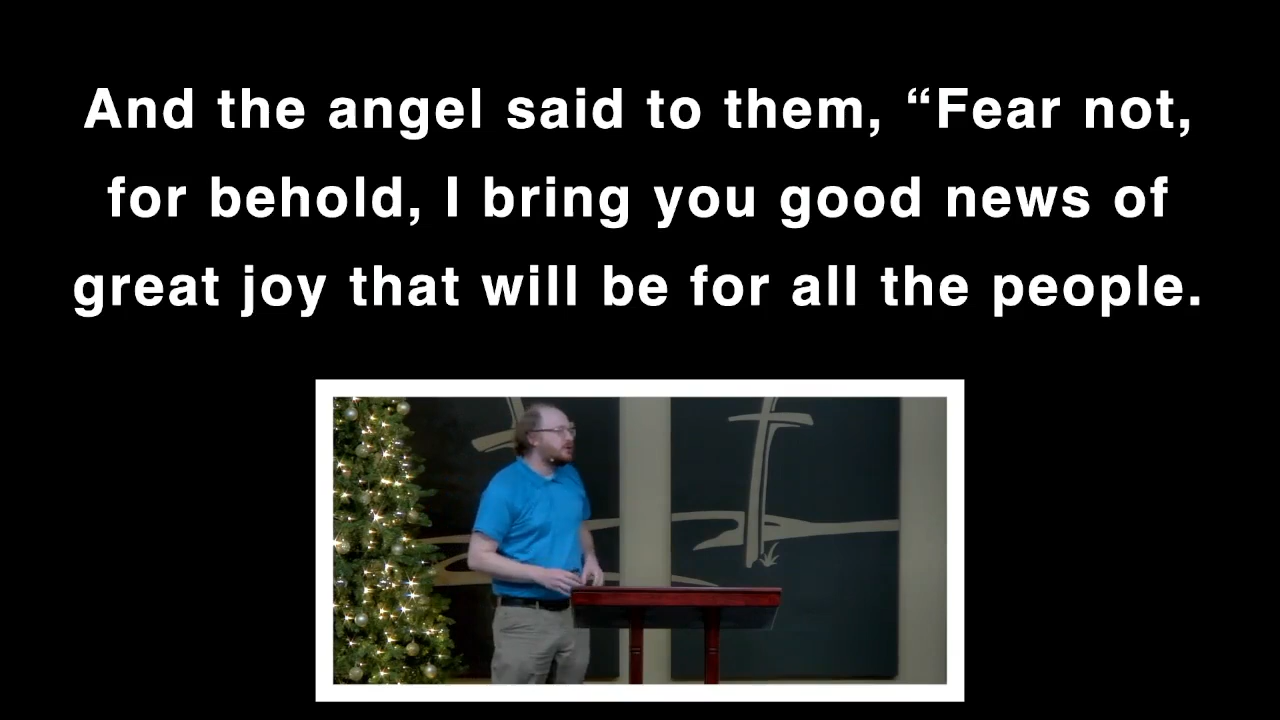 And the angel said to them, “Fear not,
for behold, I bring you good news of
great joy that will be for all the people.